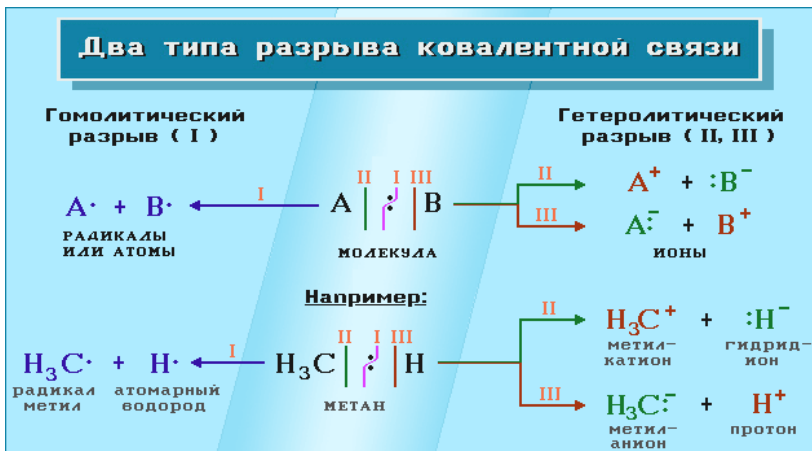 Два типа разрыва ковалентной связи
Гомолитический
разрыв ( I )
Гетеролитический
разрыв ( II, III )
II I III
A : B
МОЛЕКУЛА
I
A· + B·
РАДИКАЛЫ
ИЛИ АТОМЫ
II
A⁺ + :B⁻
III
A:⁻ + B⁺
ИОНЫ
Например:
II I III
H₃C : H
МЕТАН
I
H₃C· + H·
радикал атомарный
метил водород
II
H₃C⁺ + :H⁻
метил- гидрид-
катион ион
III
H₃C:⁻ + H⁺
метил- протон
анион